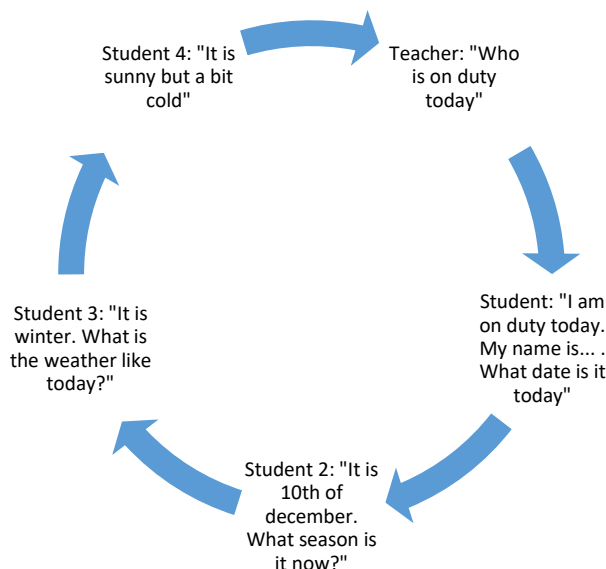 Teacher: "Who
is on duty
today"
Student: "I am
on duty today.
My name is... .
What date is it
today"
Student 2: "It is
10th of
december.
What season is
it now?"
Student 3: "It is
winter. What is
the weather like
today?"
Student 4: "It is
sunny but a bit
cold"